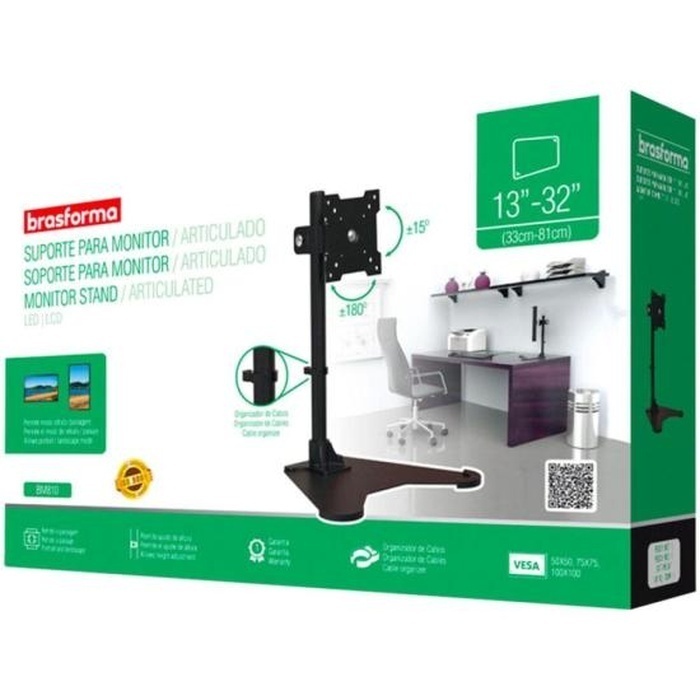 brasforma
SUPORTE PARA MONITOR / ARTICULADO
SOPORTE PARA MONITOR / ARTICULADO
MONITOR STAND / ARTICULATED
LED | LCD
13”-32”
(33cm-81cm)
±15º
±180º
Organizador de Cabos
Organizador de Cables
Cable organizer
BM810
Garantia
Garantía
Warranty
Organizador de Cabos
Organizador de Cables
Cable organizer
VESA
50X50, 75X75,
100X100
brasforma